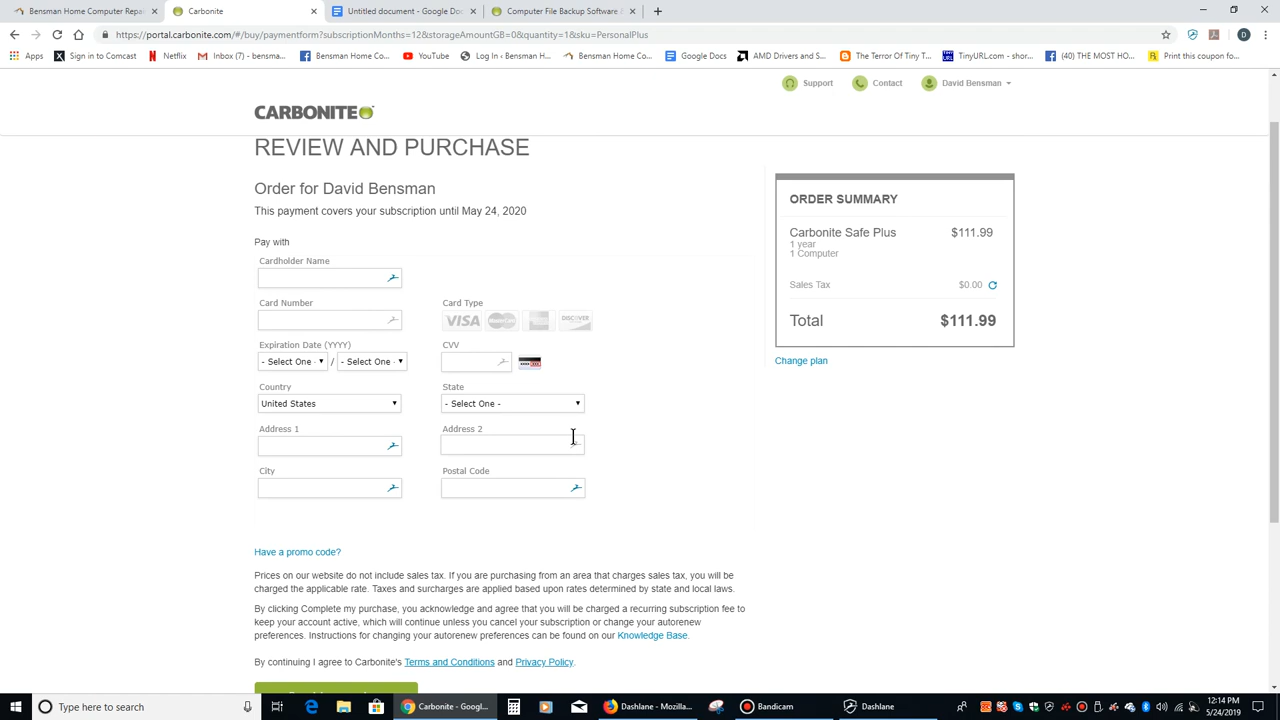 Bensman Home Computer Repair
Carbonite
Untitled document - Google Doc
Computer File Backup Software
https://portal.carbonite.com/#/buy/paymentform?subscriptionMonths=12&storageAmountGB=0&quantity=1&sku=PersonalPlus
Apps
Sign in to Comcast
Netflix
Inbox (7) - bensma...
Bensman Home Co...
YouTube
Log In ‹ Bensman H...
Bensman Home Co...
Google Docs
AMD Drivers and S...
The Terror Of Tiny T...
TinyURL.com - shor...
(40) THE MOST HO...
Print this coupon fo...
Support
Contact
David Bensman
CARBONITE
REVIEW AND PURCHASE
Order for David Bensman
This payment covers your subscription until May 24, 2020
Pay with
Cardholder Name
Card Number
Card Type
VISA
MasterCard
DISCOVER
Expiration Date (YYYY)
CVV
- Select One -
/
- Select One -
Country
State
United States
- Select One -
Address 1
Address 2
City
Postal Code
ORDER SUMMARY
Carbonite Safe Plus $111.99
1 year
1 Computer
Sales Tax $0.00
Total $111.99
Change plan
Have a promo code?
Prices on our website do not include sales tax. If you are purchasing from an area that charges sales tax, you will be
charged the applicable rate. Taxes and surcharges are applied based upon rates determined by state and local laws.
By clicking Complete my purchase, you acknowledge and agree that you will be charged a recurring subscription fee to
keep your account active, which will continue unless you cancel your subscription or change your autorenew
preferences. Instructions for changing your autorenew preferences can be found on our Knowledge Base.
By continuing I agree to Carbonite's Terms and Conditions and Privacy Policy.
Type here to search
Carbonite - Googl...
Dashlane - Mozilla...
Bandicam
Dashlane
12:14 PM
5/24/2019